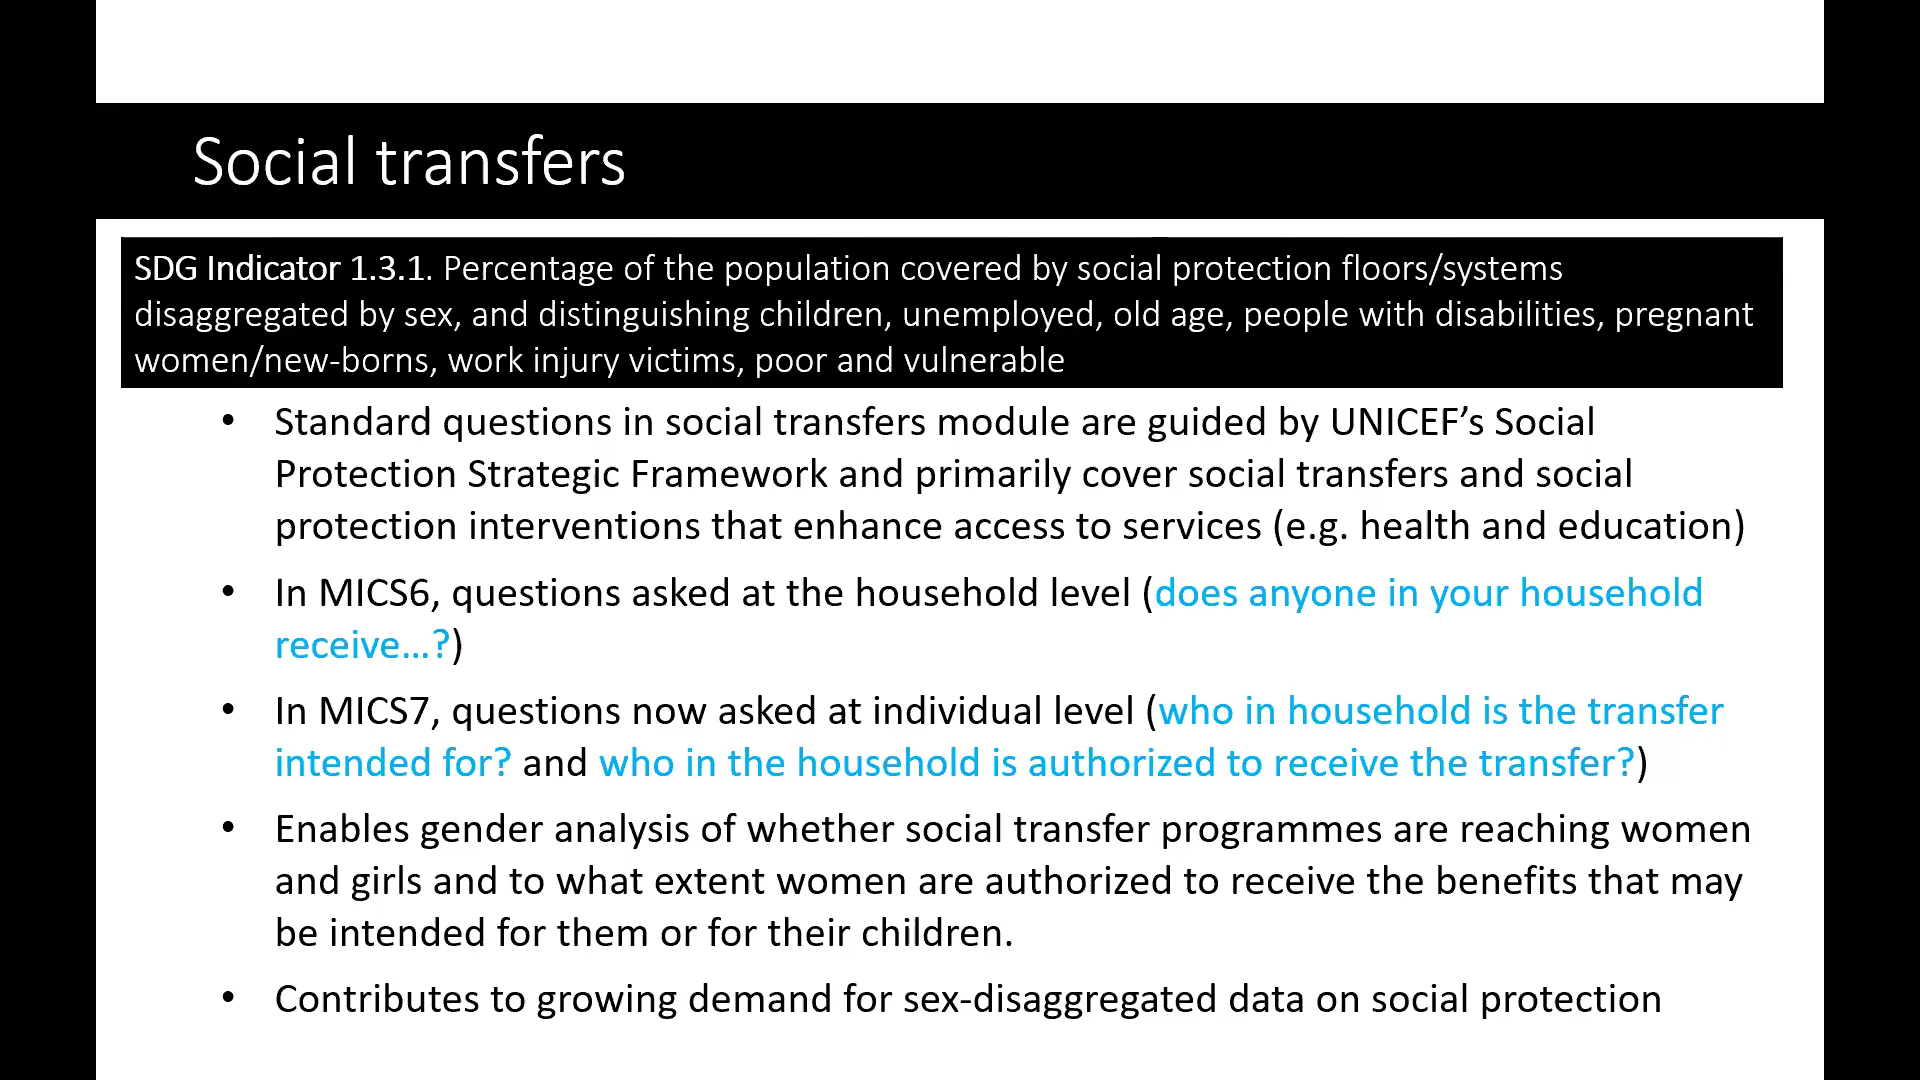 Social transfers
SDG Indicator 1.3.1. Percentage of the population covered by social protection floors/systems
disaggregated by sex, and distinguishing children, unemployed, old age, people with disabilities, pregnant
women/new-borns, work injury victims, poor and vulnerable
• Standard questions in social transfers module are guided by UNICEF’s Social
Protection Strategic Framework and primarily cover social transfers and social
protection interventions that enhance access to services (e.g. health and education)
• In MICS6, questions asked at the household level (does anyone in your household
receive…?)
• In MICS7, questions now asked at individual level (who in household is the transfer
intended for? and who in the household is authorized to receive the transfer?)
• Enables gender analysis of whether social transfer programmes are reaching women
and girls and to what extent women are authorized to receive the benefits that may
be intended for them or for their children.
• Contributes to growing demand for sex-disaggregated data on social protection